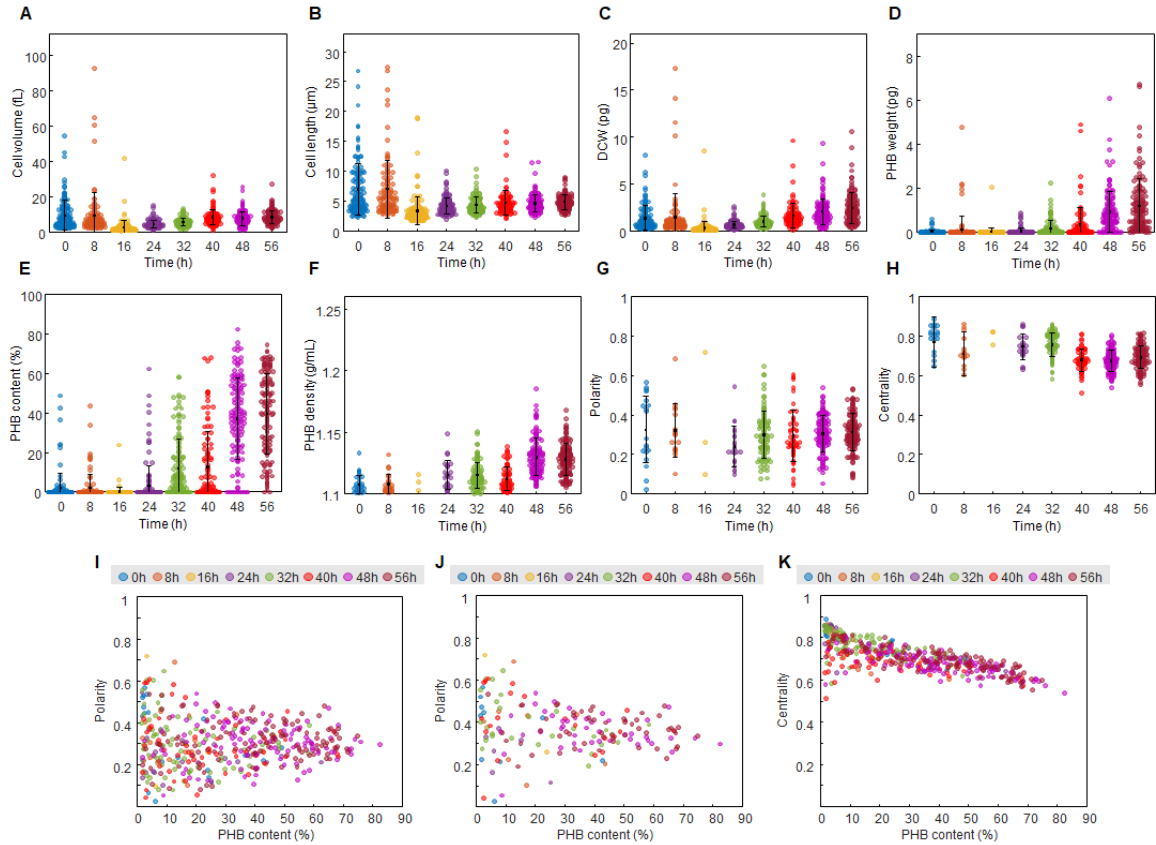 A
Cell volume (fL)
100
80
60
40
20
0
0 8 16 24 32 40 48 56
Time (h)
B
Cell length (µm)
30
25
20
15
10
5
0
0 8 16 24 32 40 48 56
Time (h)
C
DCW (pg)
20
15
10
5
0
0 8 16 24 32 40 48 56
Time (h)
D
PHB weight (pg)
8
6
4
2
0
0 8 16 24 32 40 48 56
Time (h)
E
PHB content (%)
100
80
60
40
20
0
0 8 16 24 32 40 48 56
Time (h)
F
PHB density (g/mL)
1.25
1.2
1.15
1.1
0 8 16 24 32 40 48 56
Time (h)
G
Polarity
1
0.8
0.6
0.4
0.2
0
0 8 16 24 32 40 48 56
Time (h)
H
Centrality
1
0.8
0.6
0.4
0.2
0
0 8 16 24 32 40 48 56
Time (h)
I
0h 8h 16h 24h 32h 40h 48h 56h
Polarity
1
0.8
0.6
0.4
0.2
0 10 20 30 40 50 60 70 80 90
PHB content (%)
J
0h 8h 16h 24h 32h 40h 48h 56h
Polarity
1
0.8
0.6
0.4
0.2
0 10 20 30 40 50 60 70 80 90
PHB content (%)
K
0h 8h 16h 24h 32h 40h 48h 56h
Centrality
1
0.8
0.6
0.4
0.2
0 10 20 30 40 50 60 70 80 90
PHB content (%)